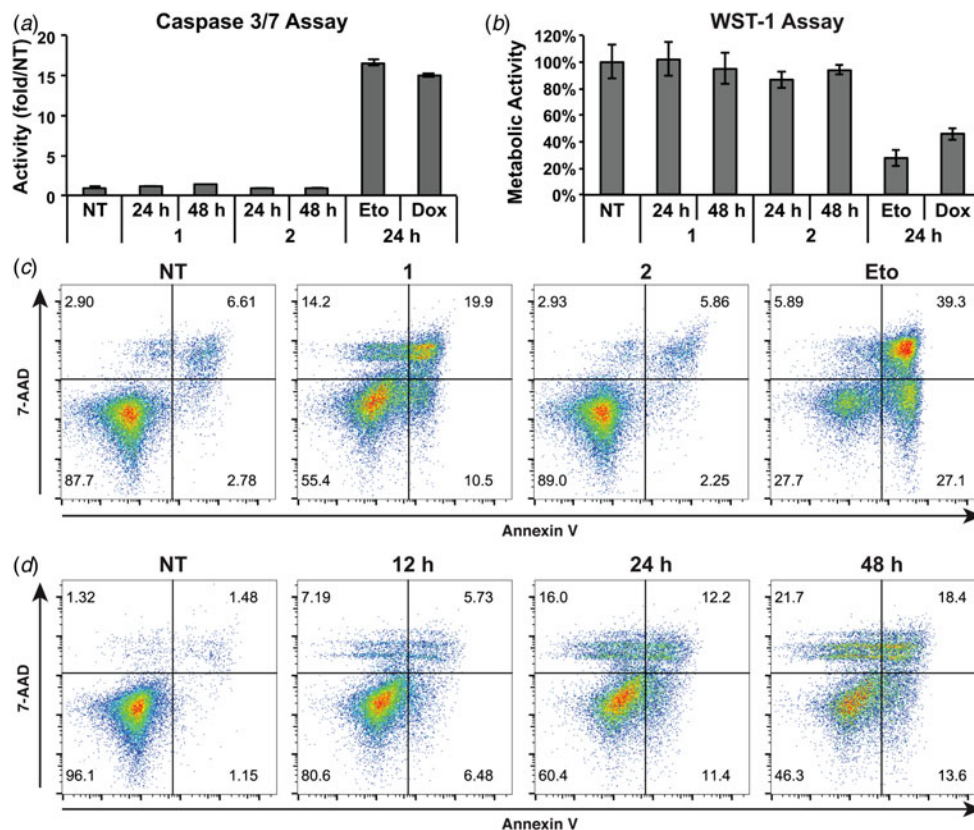 (a) Caspase 3/7 Assay
Activity (fold/NT)
20
15
10
5
0
NT 24 h 48 h 24 h 48 h Eto Dox
1 2 24 h
(b) WST-1 Assay
Metabolic Activity
120%
100%
80%
60%
40%
20%
0%
NT 24 h 48 h 24 h 48 h Eto Dox
1 2 24 h
(c) NT 1 2 Eto
7-AAD
2.90 6.61 14.2 19.9 2.93 5.86 5.89 39.3
87.7 2.78 55.4 10.5 89.0 2.25 27.7 27.1
Annexin V
(d) NT 12 h 24 h 48 h
7-AAD
1.32 1.48 7.19 5.73 16.0 12.2 21.7 18.4
96.1 1.15 80.6 6.48 60.4 11.4 46.3 13.6
Annexin V